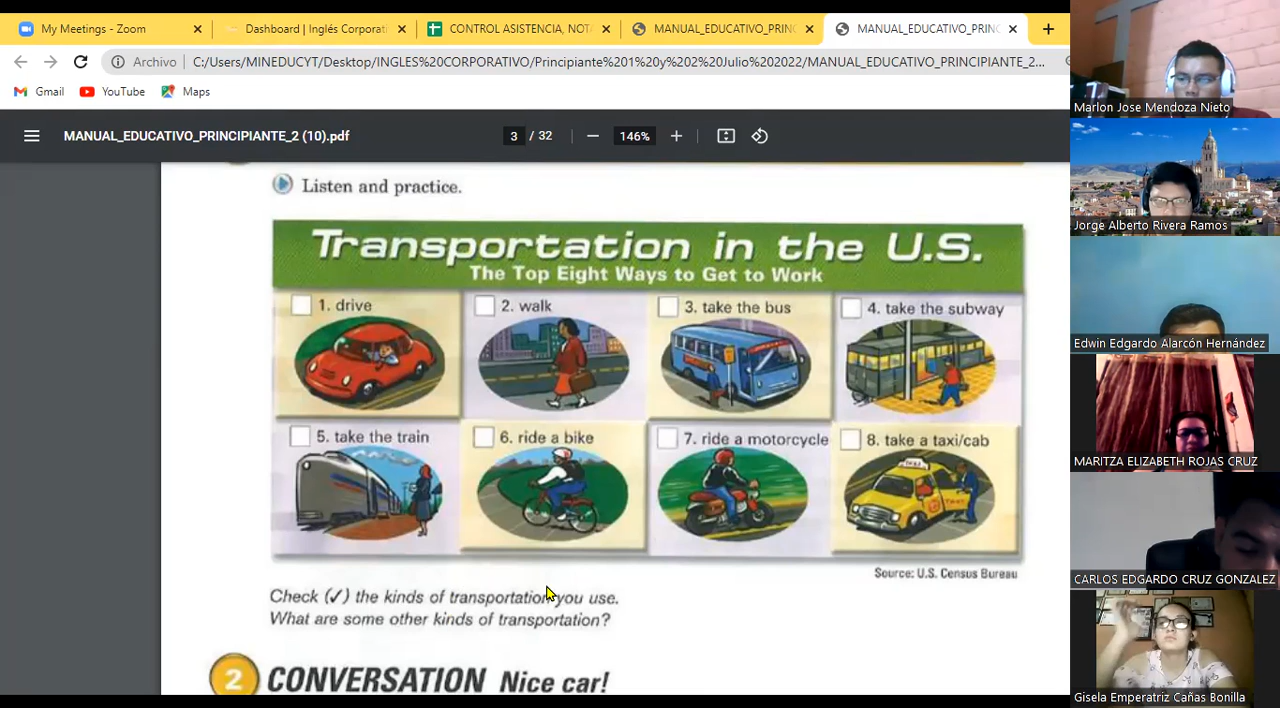 My Meetings - Zoom
Dashboard | Inglés Corporati
CONTROL ASISTENCIA, NOTA
MANUAL_EDUCATIVO_PRINC
MANUAL_EDUCATIVO_PRINC
Archivo
C:/Users/MINEDUCYT/Desktop/INGLES%20CORPORATIVO/Principiante%201%20y%202%20Julio%202022/MANUAL_EDUCATIVO_PRINCIPIANTE_2...
Gmail
YouTube
Maps
MANUAL_EDUCATIVO_PRINCIPIANTE_2 (10).pdf
3 / 32
146%
Listen and practice.
Transportation in the U.S.
The Top Eight Ways to Get to Work
1. drive
2. walk
3. take the bus
4. take the subway
5. take the train
6. ride a bike
7. ride a motorcycle
8. take a taxi/cab
Source: U.S. Census Bureau
Check (✓) the kinds of transportation you use.
What are some other kinds of transportation?
2 CONVERSATION Nice car!
Marlon Jose Mendoza Nieto
Jorge Alberto Rivera Ramos
Edwin Edgardo Alarcón Hernández
MARITZA ELIZABETH ROJAS CRUZ
CARLOS EDGARDO CRUZ GONZALEZ
Gisela Emperatriz Cañas Bonilla